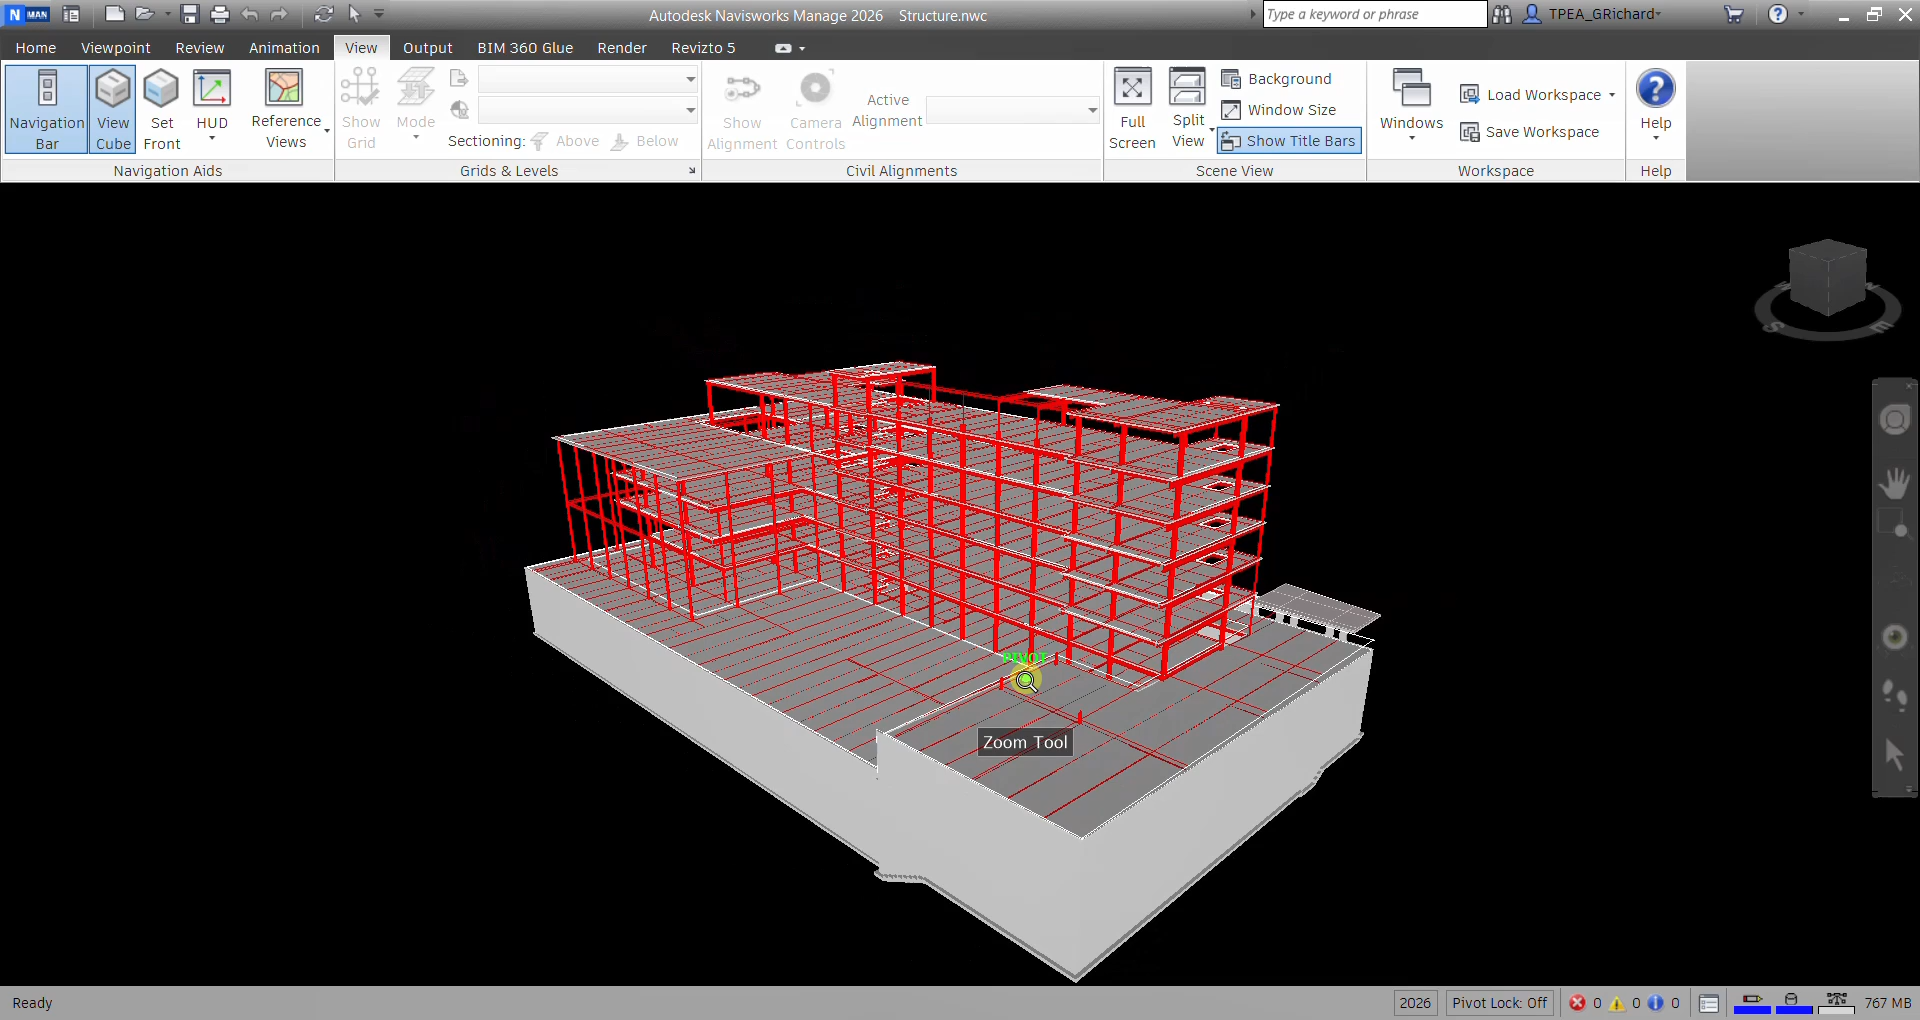 N MAN
Autodesk Navisworks Manage 2026 Structure.nwc
Type a keyword or phrase
TPEA_GRichard
Home Viewpoint Review Animation View Output BIM 360 Glue Render Revizto 5
Navigation Bar
View Cube
Set Front
HUD
Reference Views
Navigation Aids
Show Grid
Mode
Sectioning: Above Below
Grids & Levels
Show Alignment
Camera Controls
Active Alignment
Civil Alignments
Full Screen
Split View
Background
Window Size
Show Title Bars
Scene View
Windows
Load Workspace
Save Workspace
Workspace
Help
Help
S E
PIVOT
Zoom Tool
Ready
2026 Pivot Lock: Off 0 0 0 767 MB